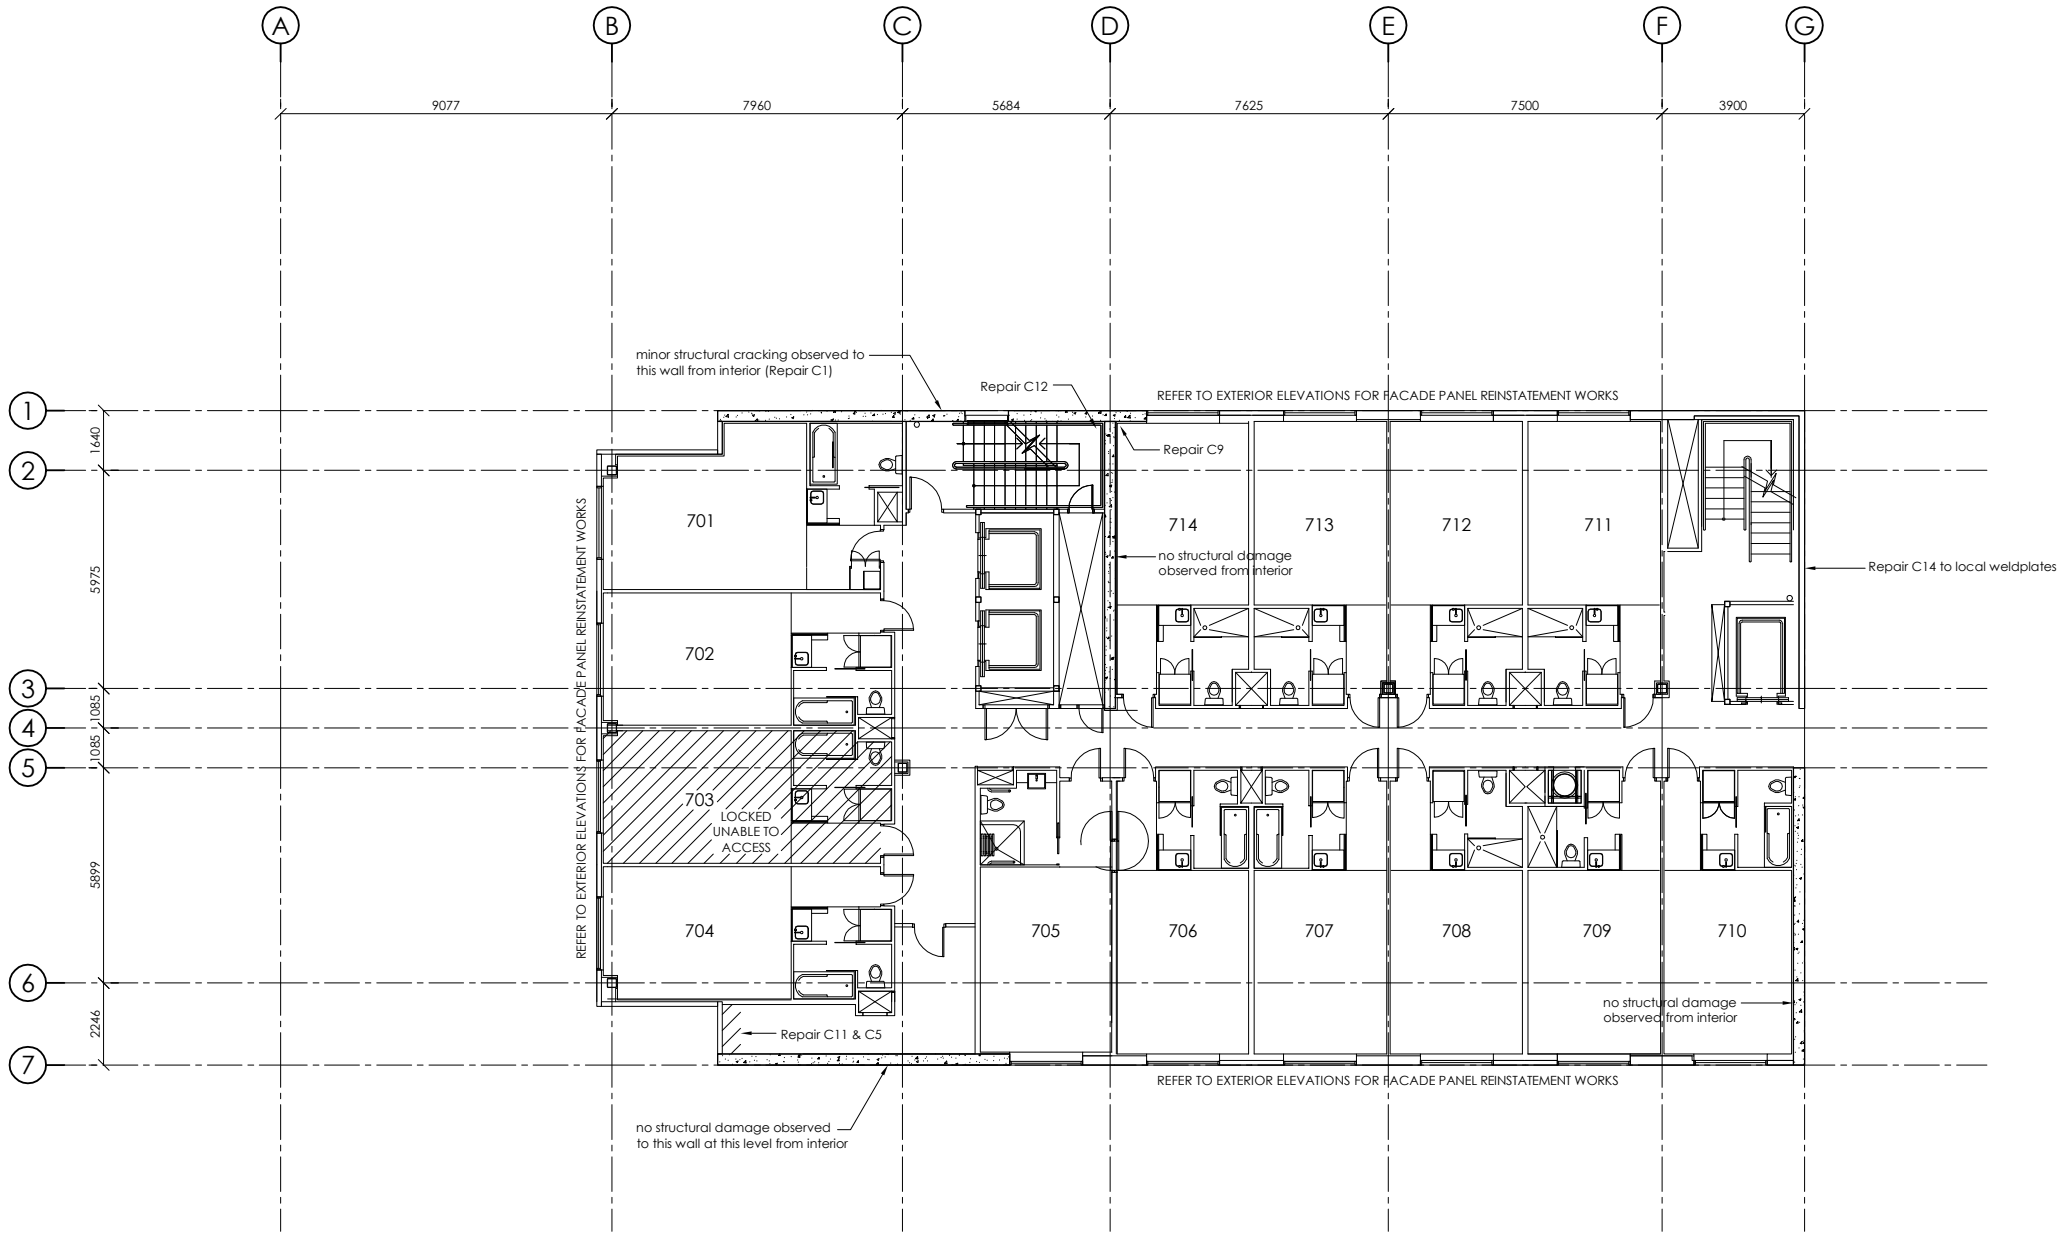 A
B
C
D
E
F
G
9077
7960
5684
7625
7500
3900
minor structural cracking observed to
this wall from interior (Repair C1)
Repair C12
REFER TO EXTERIOR ELEVATIONS FOR FACADE PANEL REINSTATEMENT WORKS
1
1640
Repair C9
2
REFER TO EXTERIOR ELEVATIONS FOR FACADE PANEL REINSTATEMENT WORKS
701
714
713
712
711
no structural damage
observed from interior
Repair C14 to local weldplates
5975
702
3
1085
4
1085
5
703
LOCKED
UNABLE TO
ACCESS
5899
704
705
706
707
708
709
710
6
no structural damage
observed from interior
2246
Repair C11 & C5
7
REFER TO EXTERIOR ELEVATIONS FOR FACADE PANEL REINSTATEMENT WORKS
no structural damage observed
to this wall at this level from interior